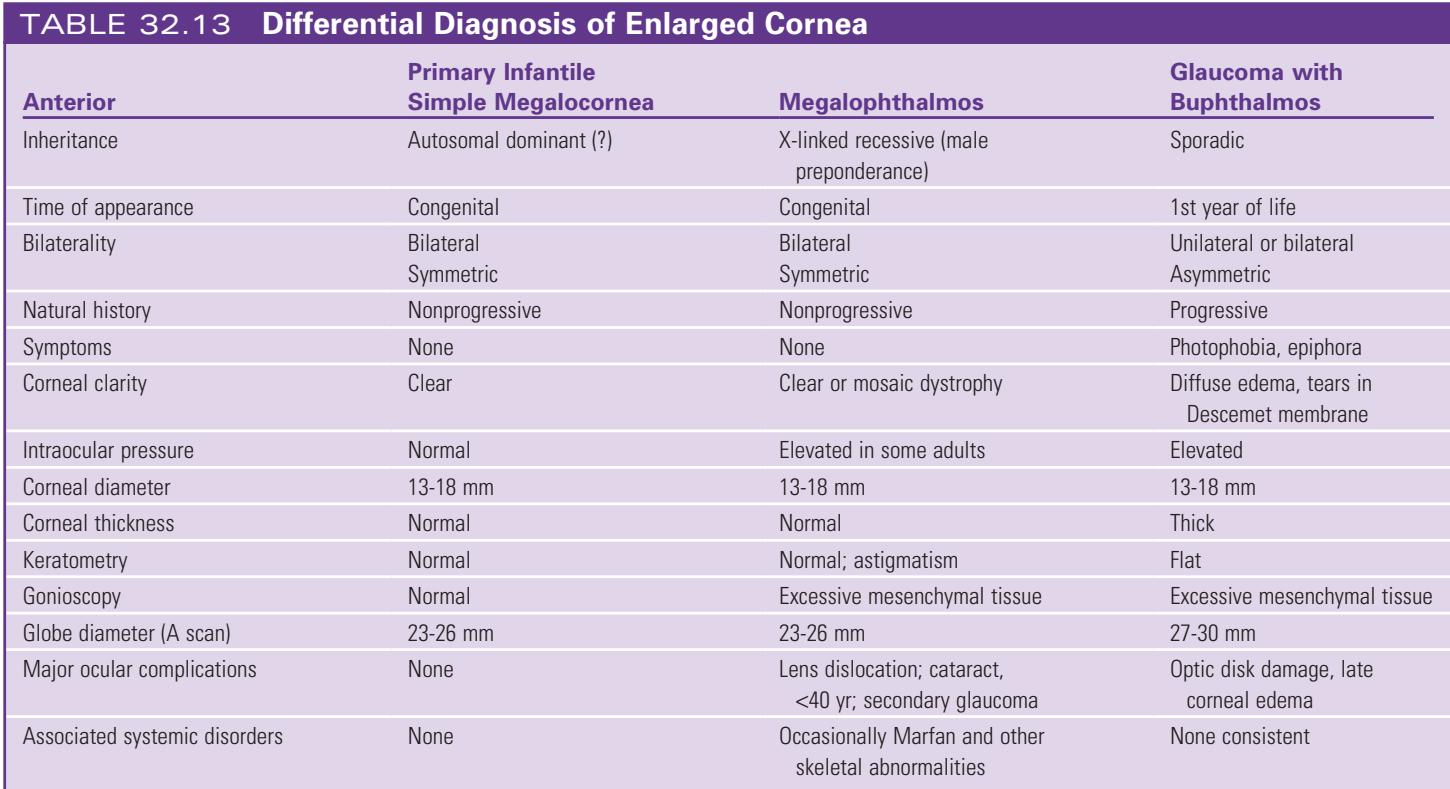 TABLE 32.13 Differential Diagnosis of Enlarged Cornea
Anterior Primary Infantile Simple Megalocornea Megalophthalmos Glaucoma with Buphthalmos
Inheritance Autosomal dominant (?) X-linked recessive (male preponderance) Sporadic
Time of appearance Congenital Congenital 1st year of life
Bilaterality Bilateral Bilateral Unilateral or bilateral
Symmetric Symmetric Asymmetric
Natural history Nonprogressive Nonprogressive Progressive
Symptoms None None Photophobia, epiphora
Corneal clarity Clear Clear or mosaic dystrophy Diffuse edema, tears in Descemet membrane
Intraocular pressure Normal Elevated in some adults Elevated
Corneal diameter 13-18 mm 13-18 mm 13-18 mm
Corneal thickness Normal Normal Thick
Keratometry Normal Normal; astigmatism Flat
Gonioscopy Normal Excessive mesenchymal tissue Excessive mesenchymal tissue
Globe diameter (A scan) 23-26 mm 23-26 mm 27-30 mm
Major ocular complications None Lens dislocation; cataract, <40 yr; secondary glaucoma Optic disk damage, late corneal edema
Associated systemic disorders None Occasionally Marfan and other skeletal abnormalities None consistent